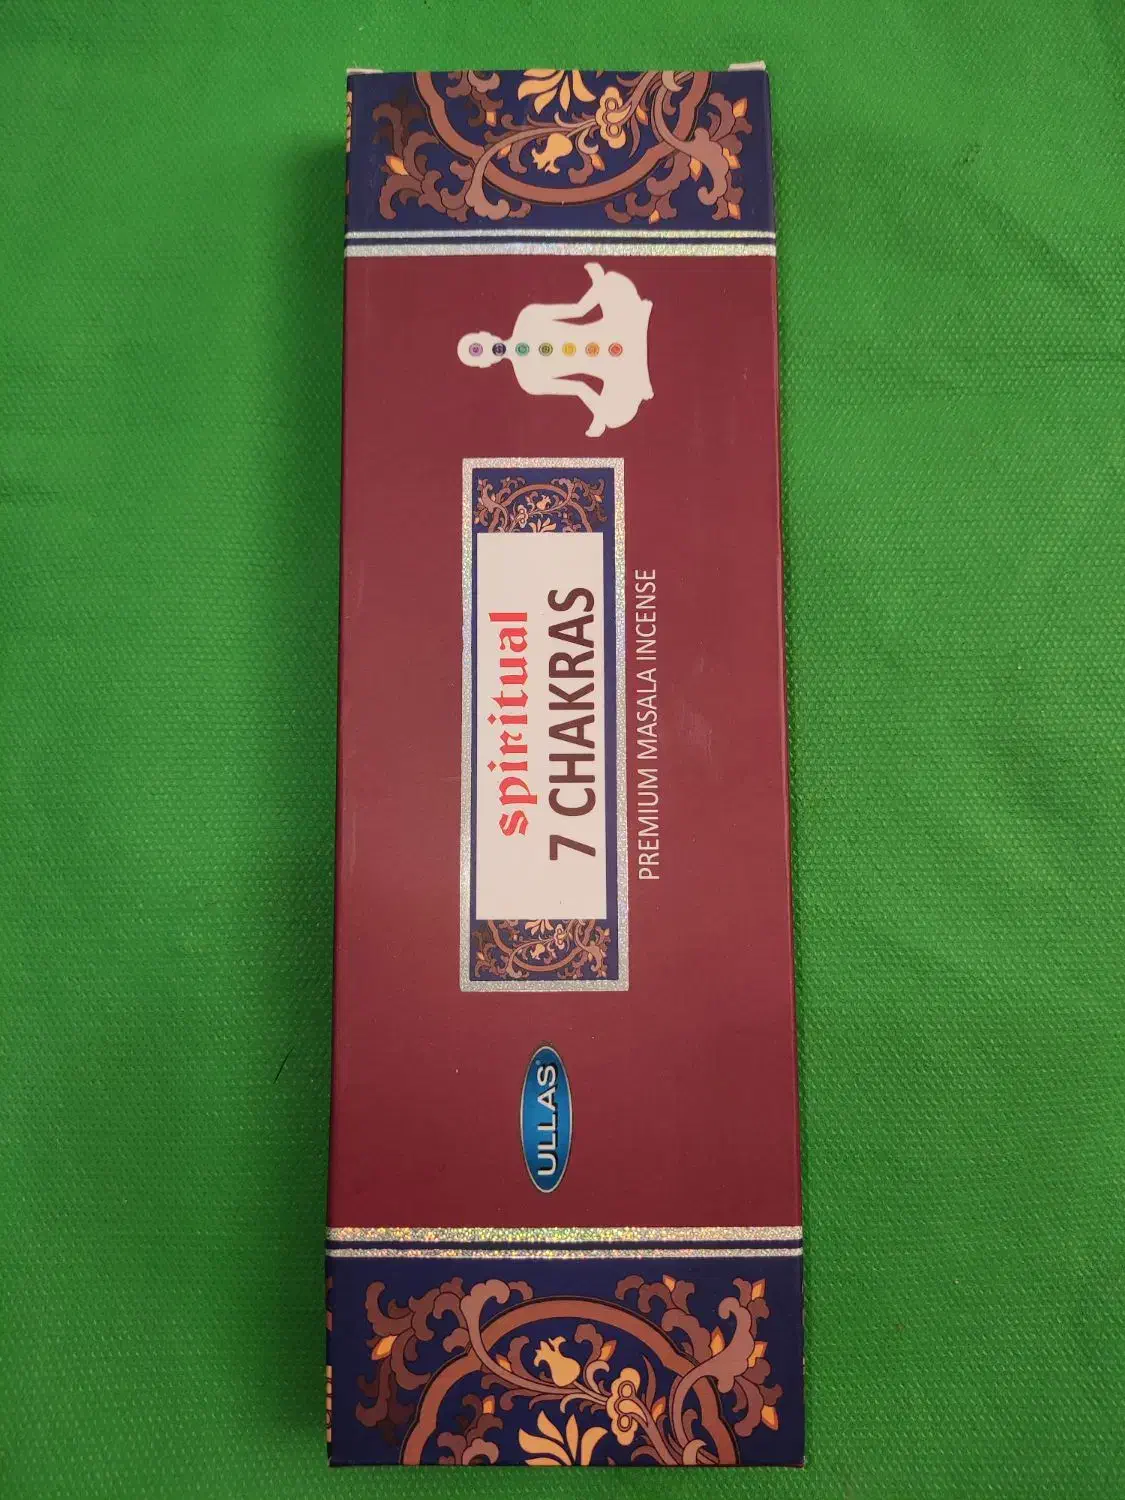 ULLAS
spiritual
7 CHAKRAS
PREMIUM MASALA INCENSE